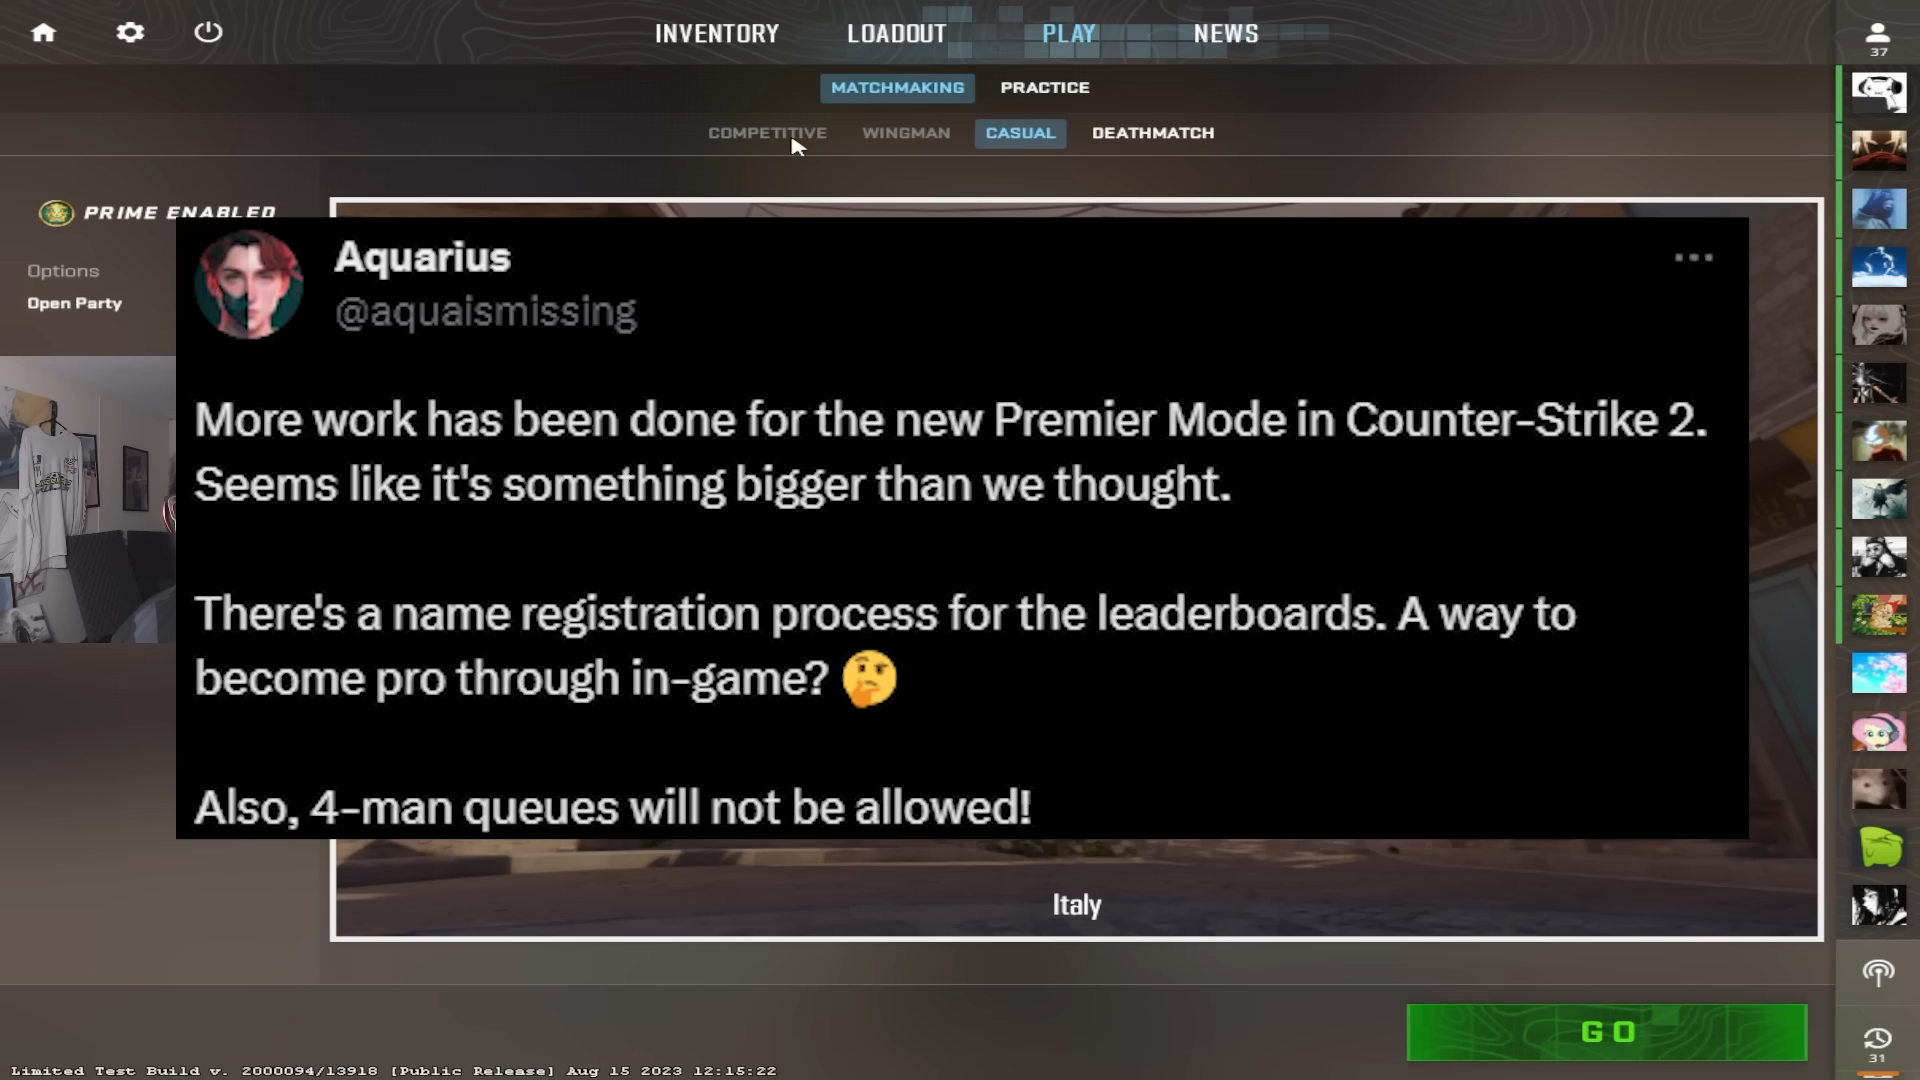 INVENTORY LOADOUT PLAY NEWS
37
MATCHMAKING PRACTICE
COMPETITIVE WINGMAN CASUAL DEATHMATCH
PRIME ENABLED
Options
Open Party
Aquarius
@aquaismissing
More work has been done for the new Premier Mode in Counter-Strike 2.
Seems like it's something bigger than we thought.
There's a name registration process for the leaderboards. A way to
become pro through in-game? 🤔
Also, 4-man queues will not be allowed!
Italy
GO
31
Limited Test Build v. 2000094/13918 [Public Release] Aug 15 2023 12:15:22